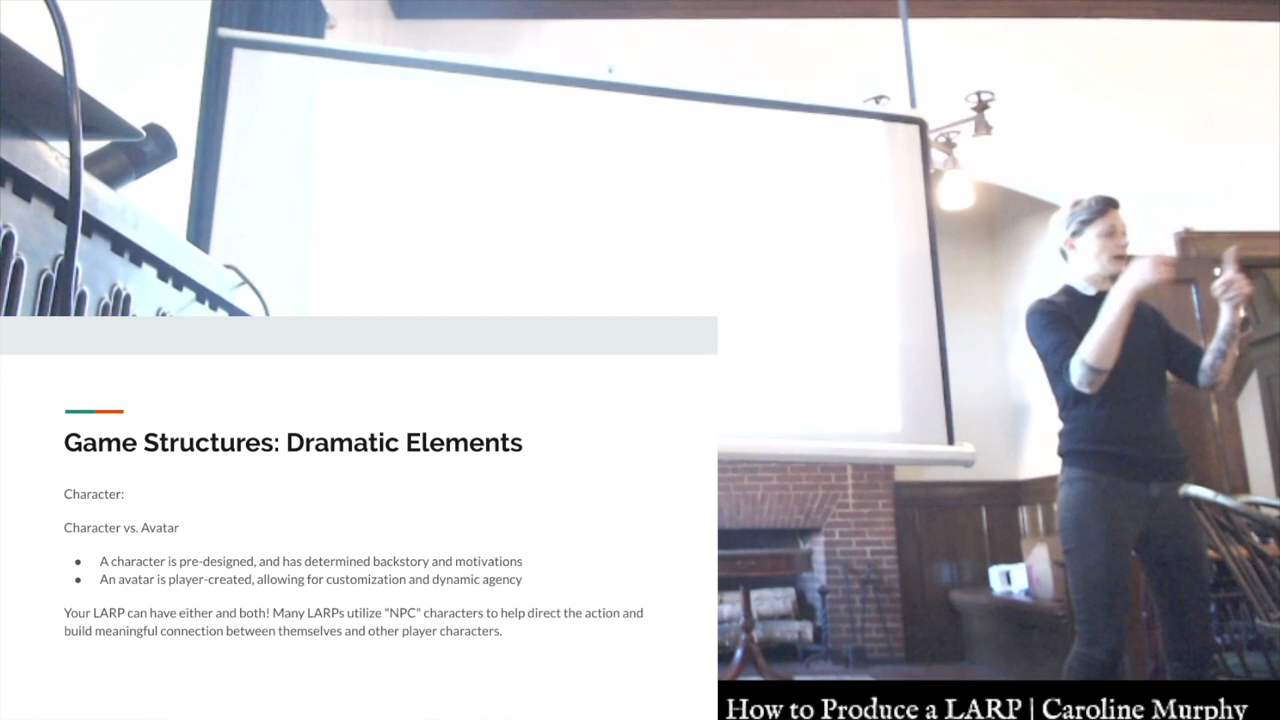 Game Structures: Dramatic Elements
Character:
Character vs. Avatar
● A character is pre-designed, and has determined backstory and motivations
● An avatar is player-created, allowing for customization and dynamic agency
Your LARP can have either and both! Many LARPs utilize "NPC" characters to help direct the action and
build meaningful connection between themselves and other player characters.
How to Produce a LARP | Caroline Murphy